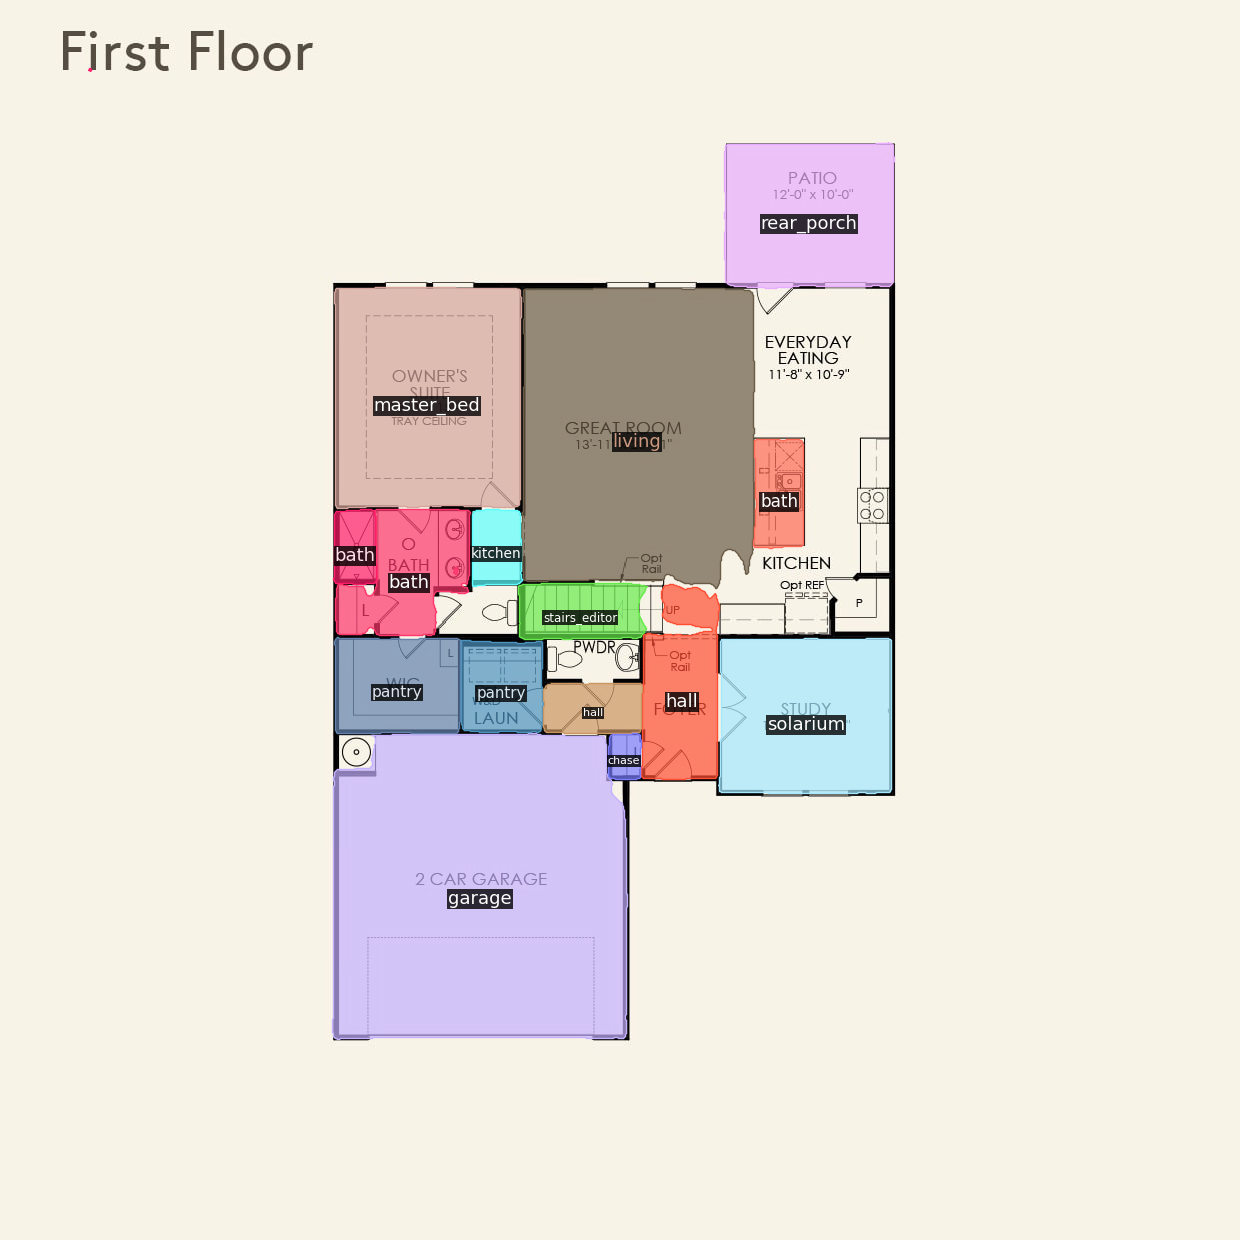 First Floor
PATIO
12'-0" x 10'-0"
rear_porch
EVERYDAY
EATING
11'-8" x 10'-9"
OWNER'S
SUITE
master_bed
TRAY CEILING
GREAT ROOM
13'-11
living
bath
kitchen
bath
O
BATH
bath
L
Opt
Rail
KITCHEN
Opt REF
P
UP
stairs_editor
PWDR
Opt
Rail
L
WIC
pantry
pantry
W&D
LAUN
hall
hall
FOYER
STUDY
solarium
chase
2 CAR GARAGE
garage